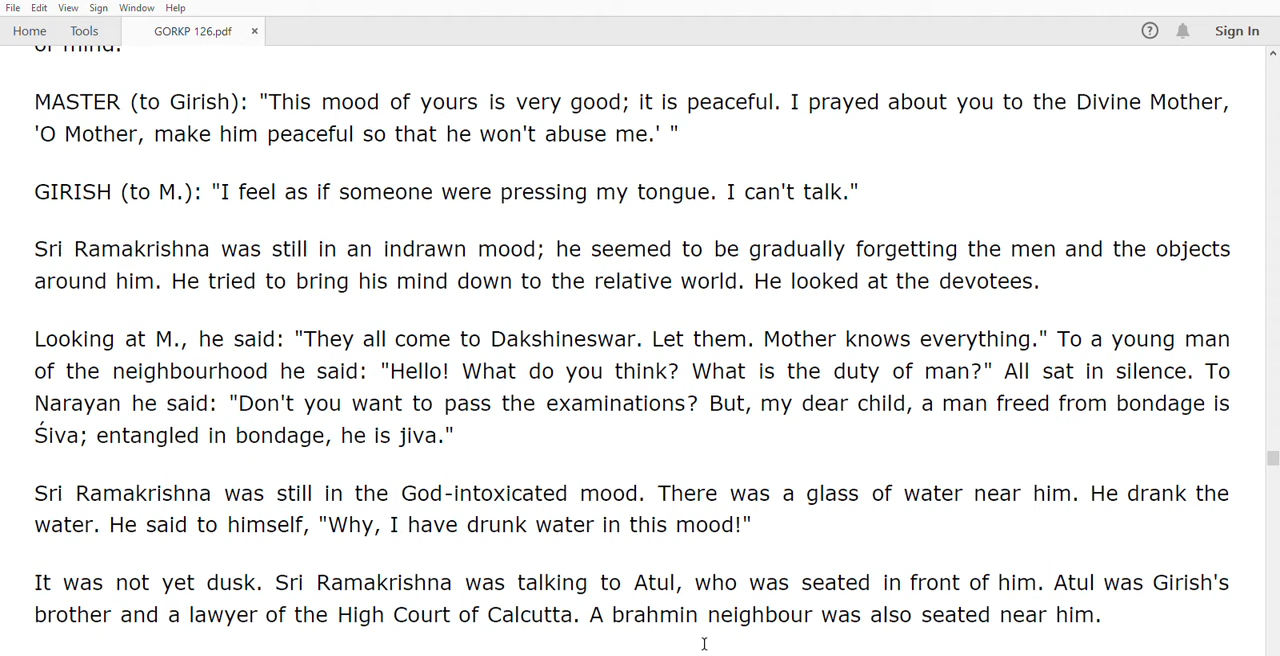 File Edit View Sign Window Help
Home Tools GORKP 126.pdf × ? Sign In
of mind.
MASTER (to Girish): "This mood of yours is very good; it is peaceful. I prayed about you to the Divine Mother,
'O Mother, make him peaceful so that he won't abuse me.' "
GIRISH (to M.): "I feel as if someone were pressing my tongue. I can't talk."
Sri Ramakrishna was still in an indrawn mood; he seemed to be gradually forgetting the men and the objects
around him. He tried to bring his mind down to the relative world. He looked at the devotees.
Looking at M., he said: "They all come to Dakshineswar. Let them. Mother knows everything." To a young man
of the neighbourhood he said: "Hello! What do you think? What is the duty of man?" All sat in silence. To
Narayan he said: "Don't you want to pass the examinations? But, my dear child, a man freed from bondage is
Śiva; entangled in bondage, he is jiva."
Sri Ramakrishna was still in the God-intoxicated mood. There was a glass of water near him. He drank the
water. He said to himself, "Why, I have drunk water in this mood!"
It was not yet dusk. Sri Ramakrishna was talking to Atul, who was seated in front of him. Atul was Girish's
brother and a lawyer of the High Court of Calcutta. A brahmin neighbour was also seated near him.